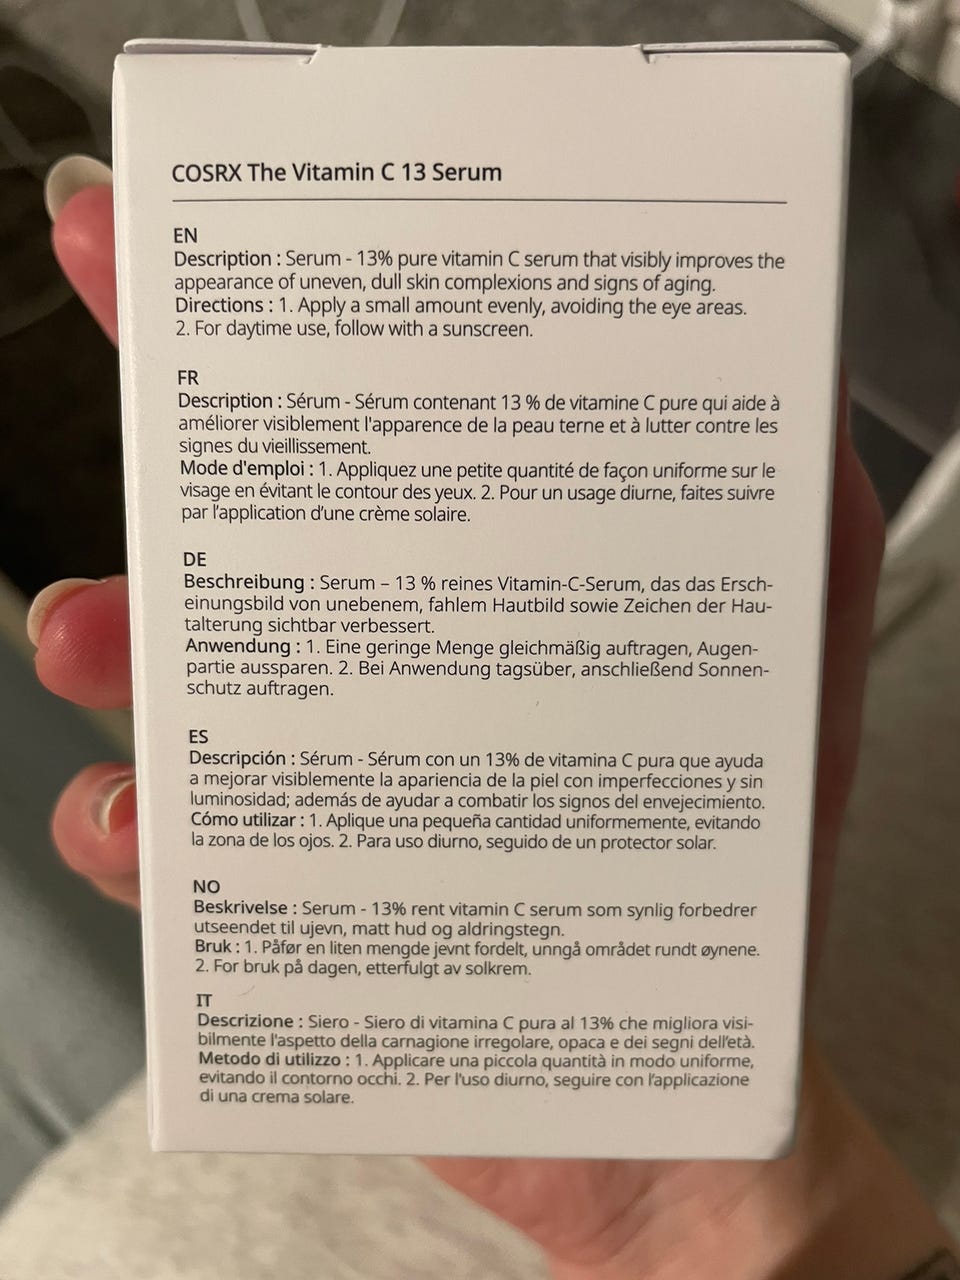 COSRX The Vitamin C 13 Serum
EN
Description : Serum - 13% pure vitamin C serum that visibly improves the
appearance of uneven, dull skin complexions and signs of aging.
Directions : 1. Apply a small amount evenly, avoiding the eye areas.
2. For daytime use, follow with a sunscreen.
FR
Description : Sérum - Sérum contenant 13 % de vitamine C pure qui aide à
améliorer visiblement l'apparence de la peau terne et à lutter contre les
signes du vieillissement.
Mode d'emploi : 1. Appliquez une petite quantité de façon uniforme sur le
visage en évitant le contour des yeux. 2. Pour un usage diurne, faites suivre
par l’application d’une crème solaire.
DE
Beschreibung : Serum – 13 % reines Vitamin-C-Serum, das das Ersch-
einungsbild von unebenem, fahlem Hautbild sowie Zeichen der Hau-
talterung sichtbar verbessert.
Anwendung : 1. Eine geringe Menge gleichmäßig auftragen, Augen-
partie aussparen. 2. Bei Anwendung tagsüber, anschließend Sonnen-
schutz auftragen.
ES
Descripción : Sérum - Sérum con un 13% de vitamina C pura que ayuda
a mejorar visiblemente la apariencia de la piel con imperfecciones y sin
luminosidad; además de ayudar a combatir los signos del envejecimiento.
Cómo utilizar : 1. Aplique una pequeña cantidad uniformemente, evitando
la zona de los ojos. 2. Para uso diurno, seguido de un protector solar.
NO
Beskrivelse : Serum - 13% rent vitamin C serum som synlig forbedrer
utseendet til ujevn, matt hud og aldringstegn.
Bruk : 1. Påfør en liten mengde jevnt fordelt, unngå området rundt øynene.
2. For bruk på dagen, etterfulgt av solkrem.
IT
Descrizione : Siero - Siero di vitamina C pura al 13% che migliora visi-
bilmente l'aspetto della carnagione irregolare, opaca e dei segni dell’età.
Metodo di utilizzo : 1. Applicare una piccola quantità in modo uniforme,
evitando il contorno occhi. 2. Per l'uso diurno, seguire con l’applicazione
di una crema solare.